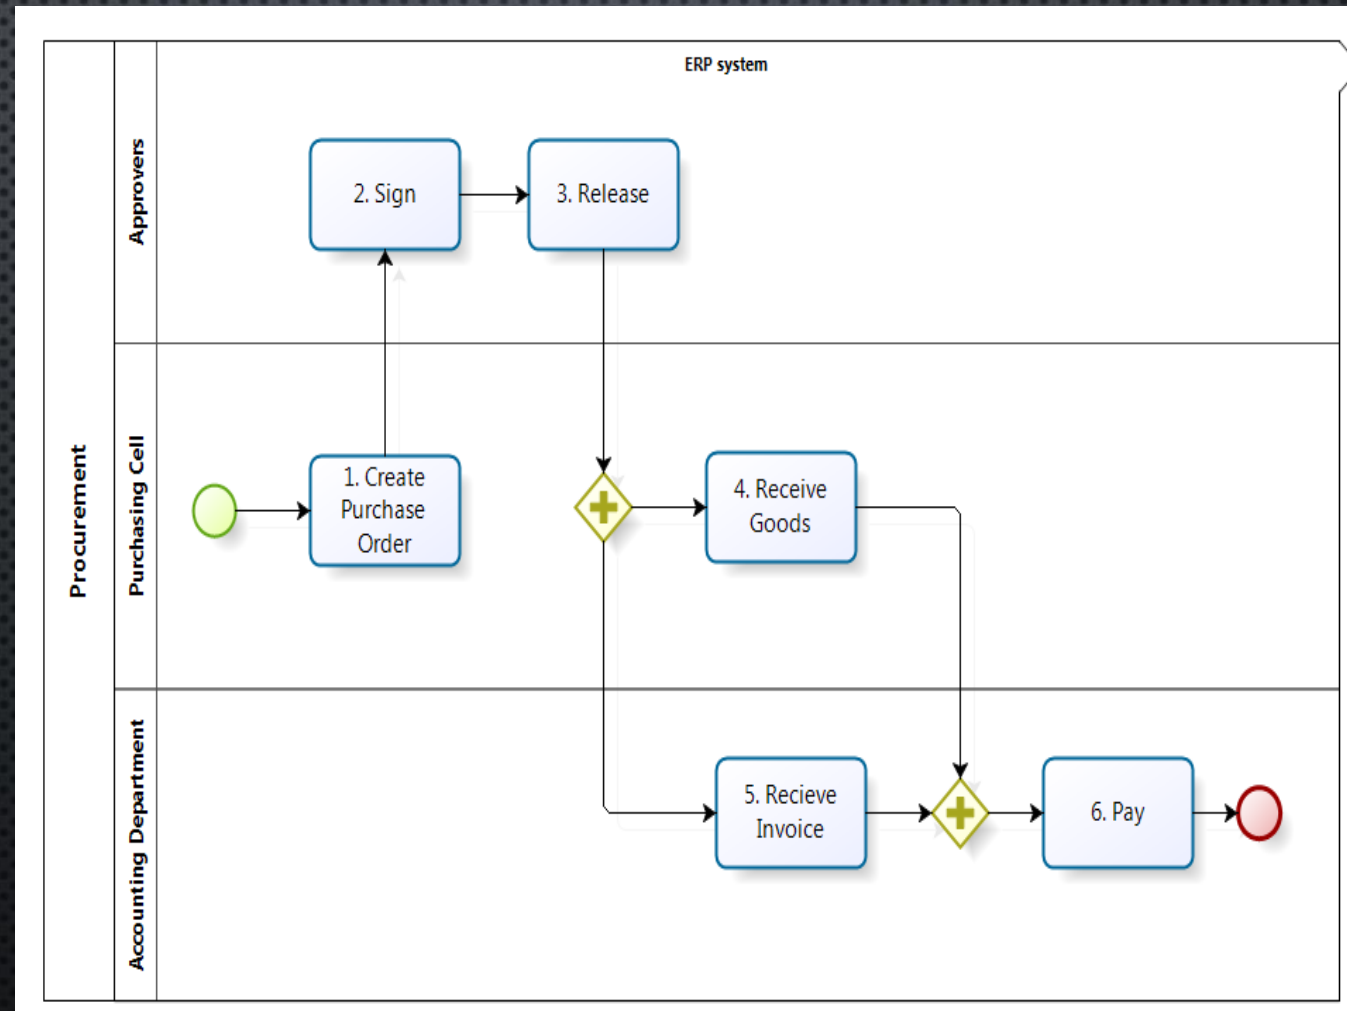 ERP system
Procurement
Approvers
2. Sign
3. Release
Purchasing Cell
1. Create
Purchase
Order
4. Receive
Goods
Accounting Department
5. Recieve
Invoice
6. Pay